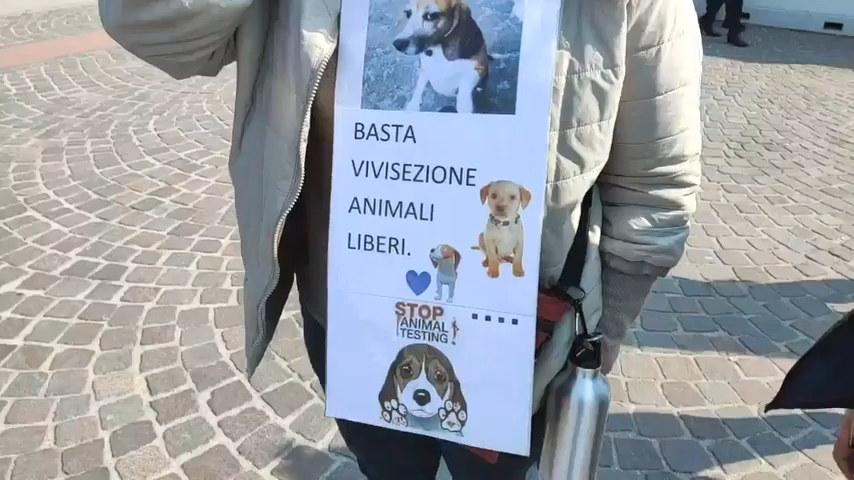 BASTA
VIVISEZIONE
ANIMALI
LIBERI.
STOP
ANIMAL
TESTING